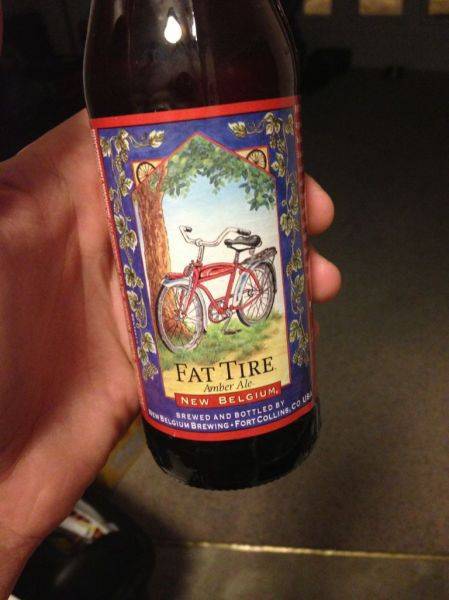 FAT TIRE
Amber Ale
NEW BELGIUM
BREWED AND BOTTLED BY
NEW BELGIUM BREWING • FORT COLLINS, CO USA